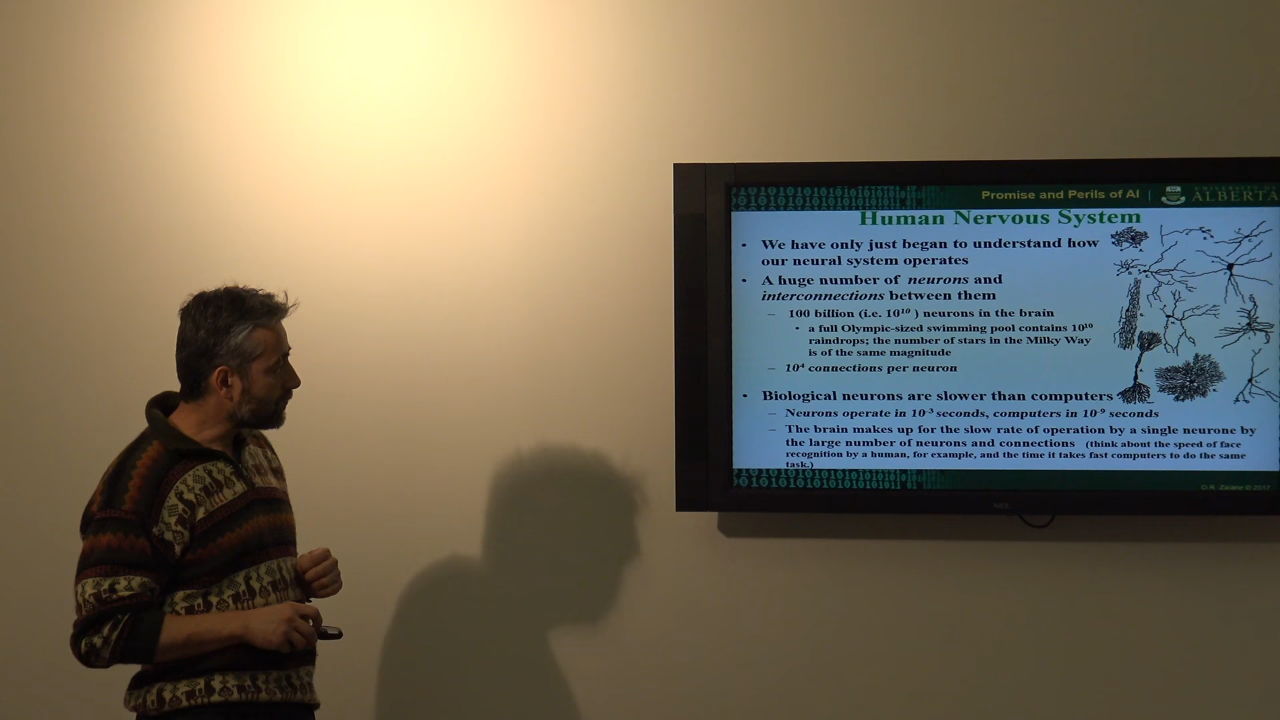 Promise and Perils of AI
UNIVERSITY OF
ALBERTA
Human Nervous System
• We have only just began to understand how
our neural system operates
• A huge number of neurons and
interconnections between them
– 100 billion (i.e. 10¹⁰ ) neurons in the brain
• a full Olympic-sized swimming pool contains 10¹⁰
raindrops; the number of stars in the Milky Way
is of the same magnitude
– 10⁴ connections per neuron
• Biological neurons are slower than computers
– Neurons operate in 10⁻³ seconds, computers in 10⁻⁹ seconds
– The brain makes up for the slow rate of operation by a single neurone by
the large number of neurons and connections (think about the speed of face
recognition by a human, for example, and the time it takes fast computers to do the same
task.)
O.R. Zaïane © 2017
NEC